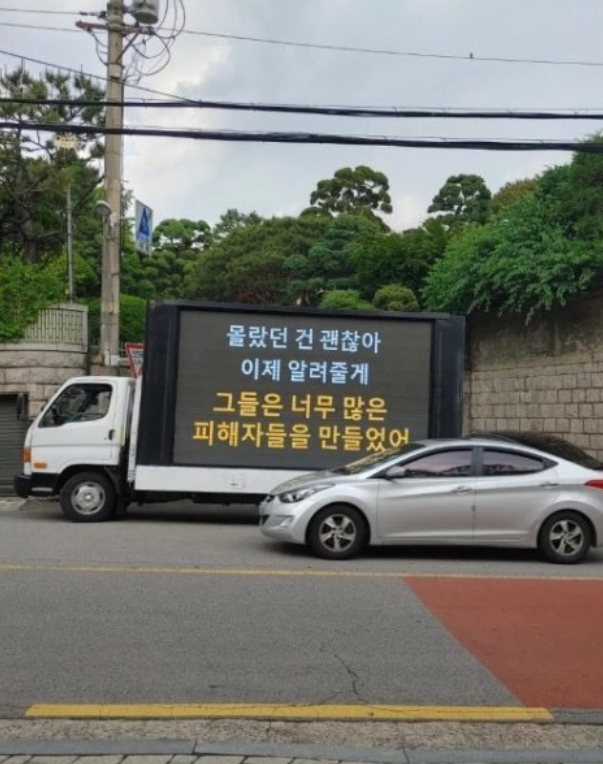 몰랐던 건 괜찮아
이제 알려줄게
그들은 너무 많은
피해자들을 만들었어